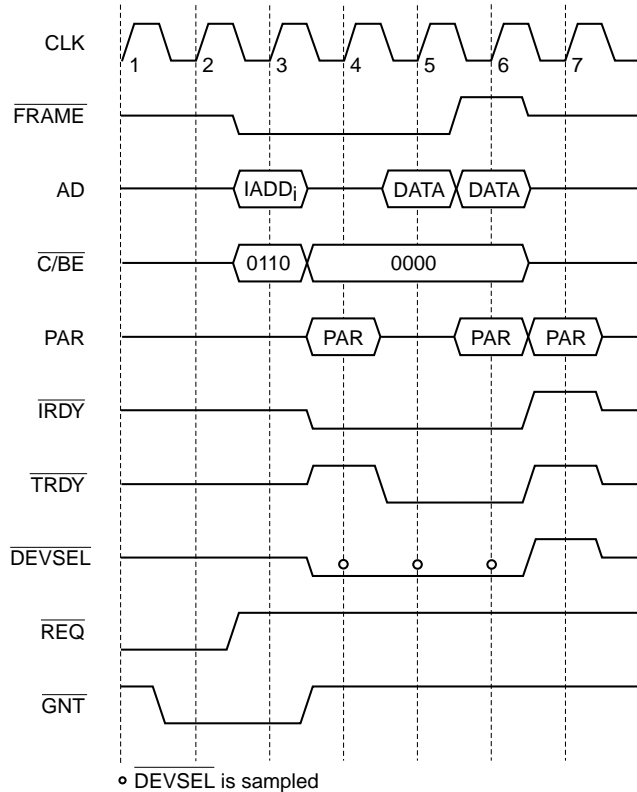 CLK
1 2 3 4 5 6 7
FRAME
AD IADDi DATA DATA
C/BE 0110 0000
PAR PAR PAR PAR
IRDY
TRDY
DEVSEL
REQ
GNT
DEVSEL is sampled